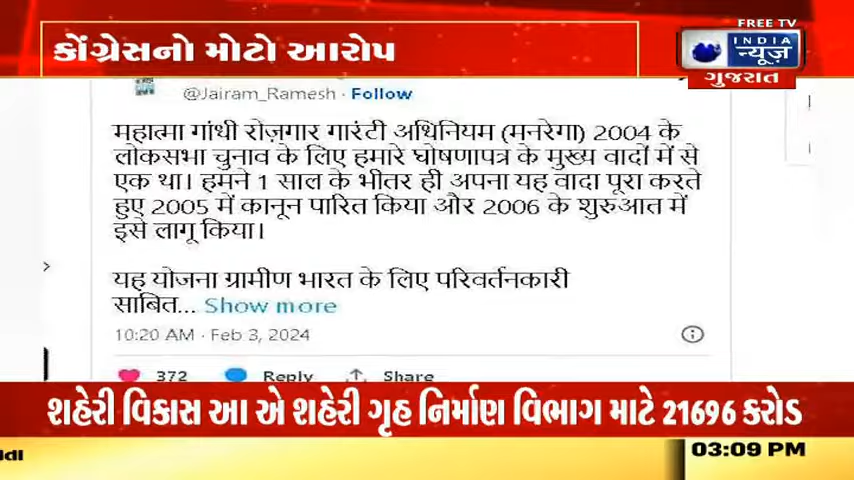 FREE TV
કોંગ્રેસનો મોટો આરોપ
INDIA
न्यूज़
ગુજરાત
@Jairam_Ramesh · Follow
महात्मा गांधी रोज़गार गारंटी अधिनियम (मनरेगा) 2004 के
लोकसभा चुनाव के लिए हमारे घोषणापत्र के मुख्य वादों में से
एक था। हमने 1 साल के भीतर ही अपना यह वादा पूरा करते
हुए 2005 में कानून पारित किया और 2006 के शुरुआत में
इसे लागू किया।
यह योजना ग्रामीण भारत के लिए परिवर्तनकारी
साबित... Show more
10:20 AM · Feb 3, 2024
372 Reply Share
શહેરી વિકાસ આ એ શહેરી ગૃહ નિર્માણ વિભાગ માટે 21696 કરોડ
03:09 PM